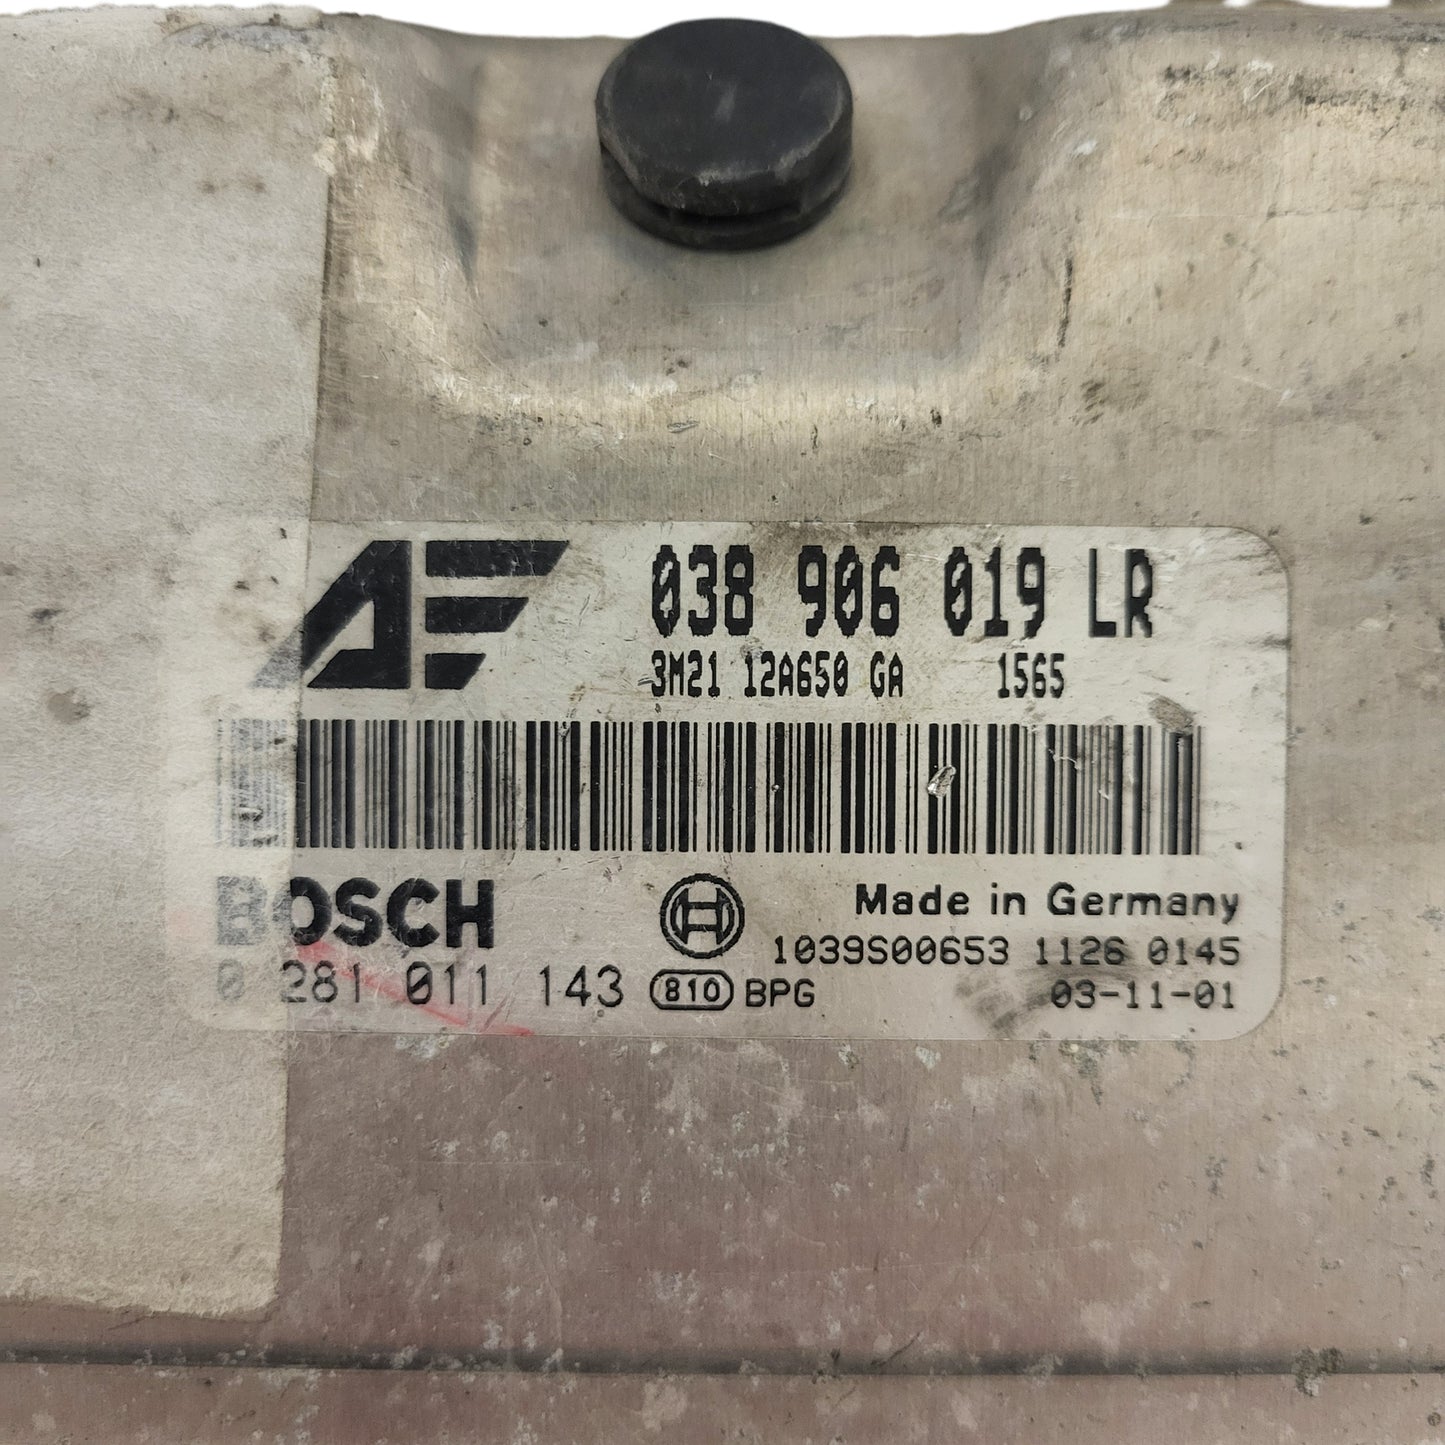 AF 038 906 019 LR
3M21 12A650 GA 1565
BOSCH Made in Germany
1039S00653 1126 0145
0 281 011 143 810 BPG 03-11-01